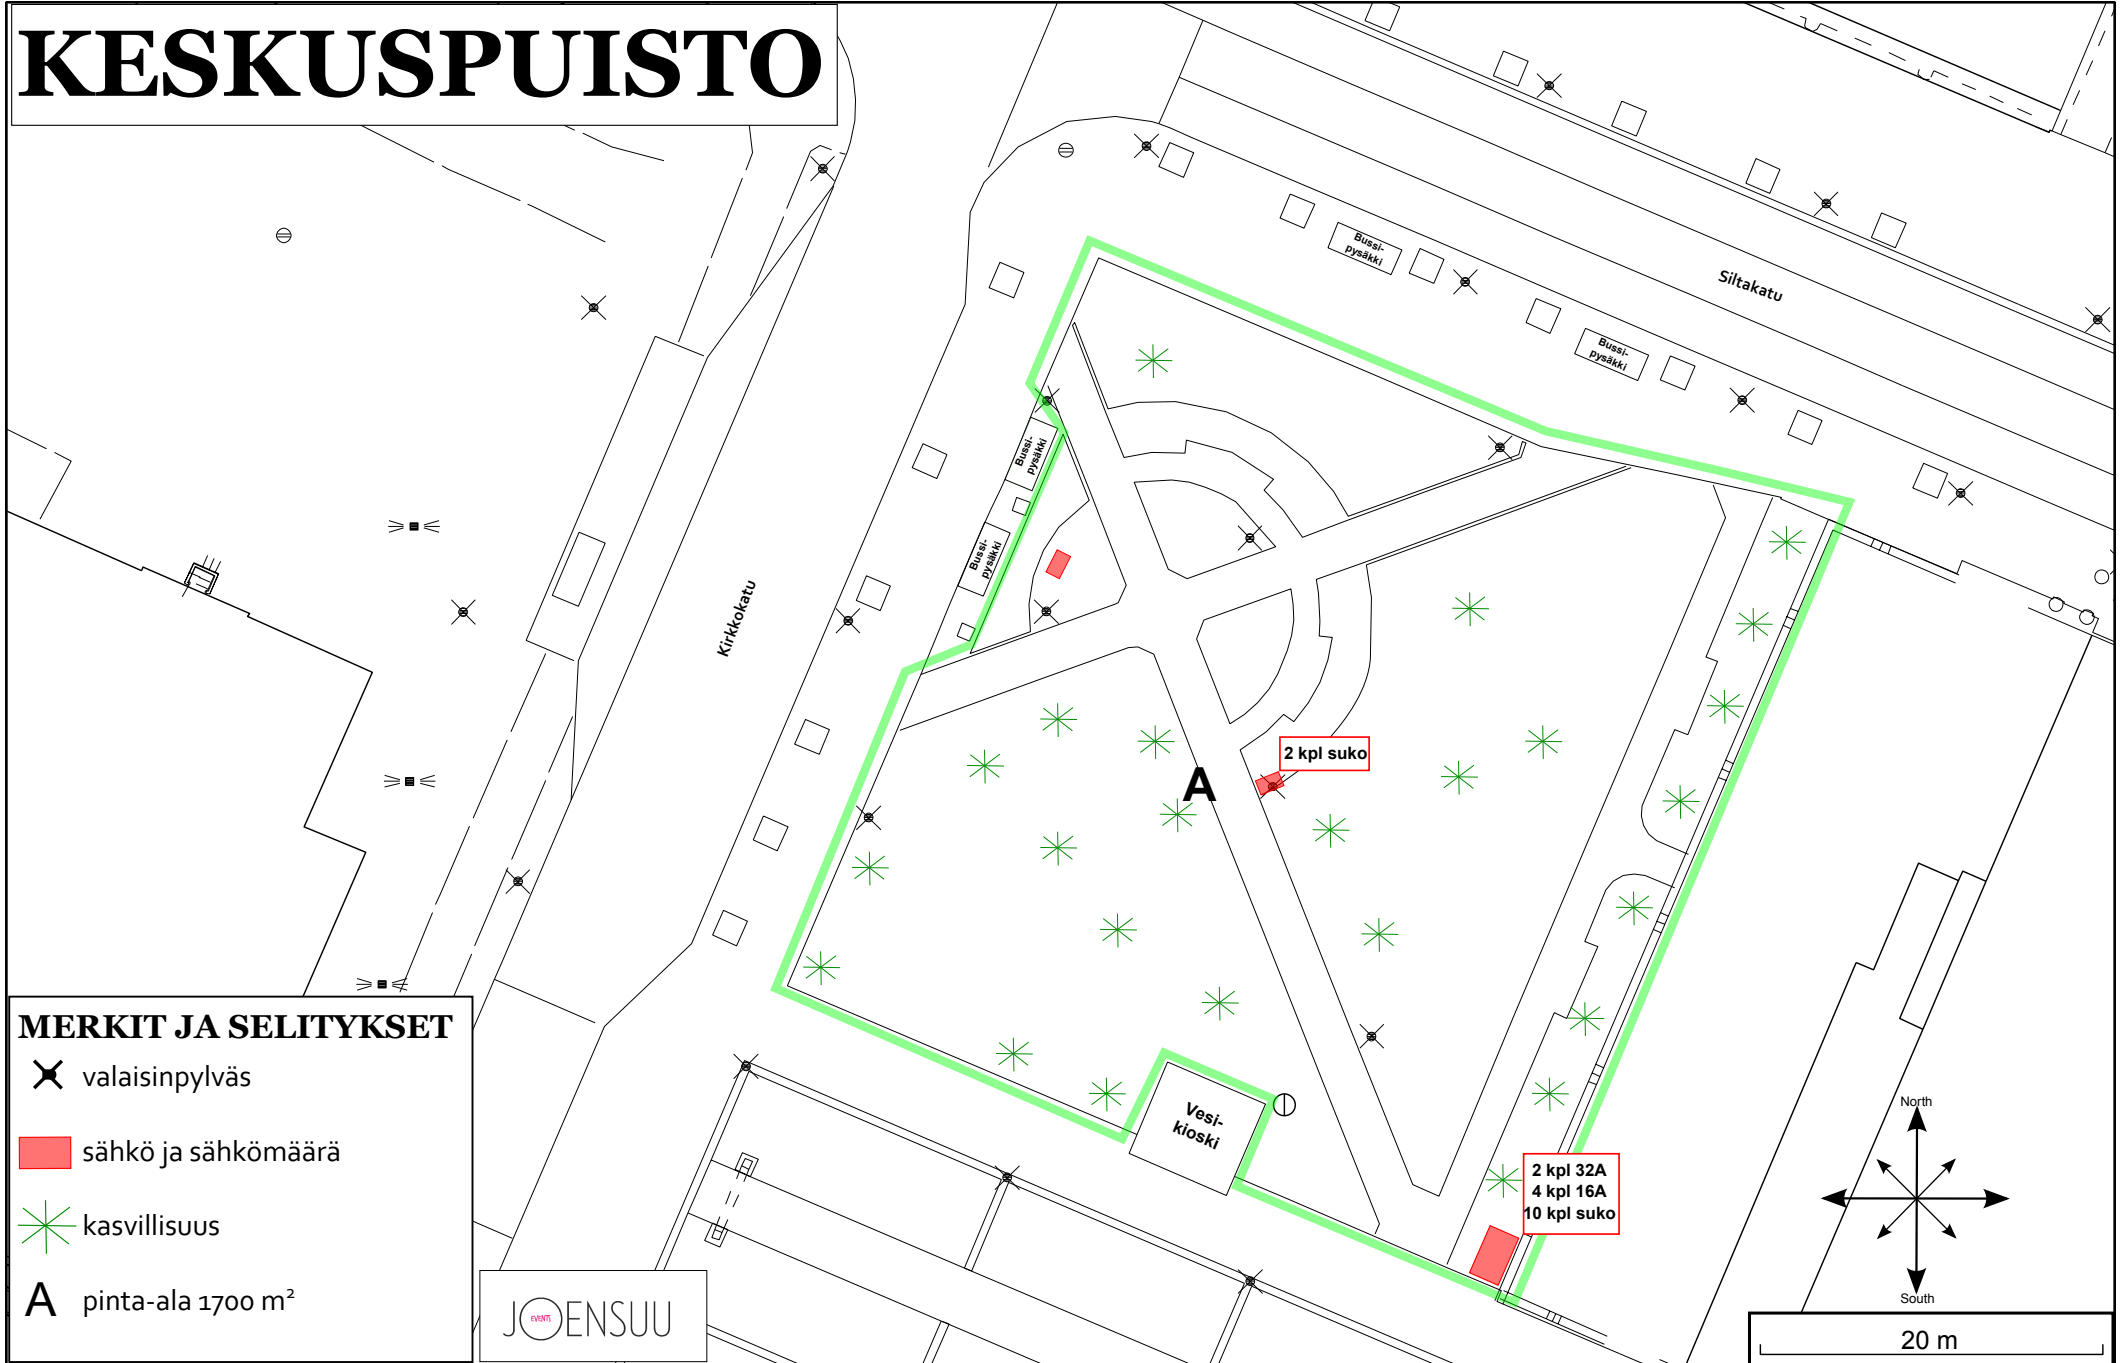 KESKUSPUISTO
Bussi-
pysäkki
Siltakatu
Bussi-
pysäkki
Bussi-
pysäkki
Bussi-
pysäkki
Kirkkokatu
2 kpl suko
A
Vesi-
kioski
2 kpl 32A
4 kpl 16A
10 kpl suko
MERKIT JA SELITYKSET
valaisinpylväs
sähkö ja sähkömäärä
kasvillisuus
A pinta-ala 1700 m²
JOENSUU
EVENTS
North
South
20 m